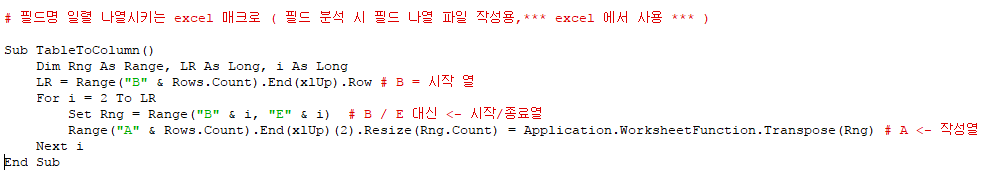 # 필드명 일렬 나열시키는 excel 매크로 ( 필드 분석 시 필드 나열 파일 작성용,*** excel 에서 사용 *** )
Sub TableToColumn()
Dim Rng As Range, LR As Long, i As Long
LR = Range("B" & Rows.Count).End(xlUp).Row # B = 시작 열
For i = 2 To LR
Set Rng = Range("B" & i, "E" & i)  # B / E 대신 <- 시작/종료열
Range("A" & Rows.Count).End(xlUp)(2).Resize(Rng.Count) = Application.WorksheetFunction.Transpose(Rng) # A <- 작성열
Next i
End Sub